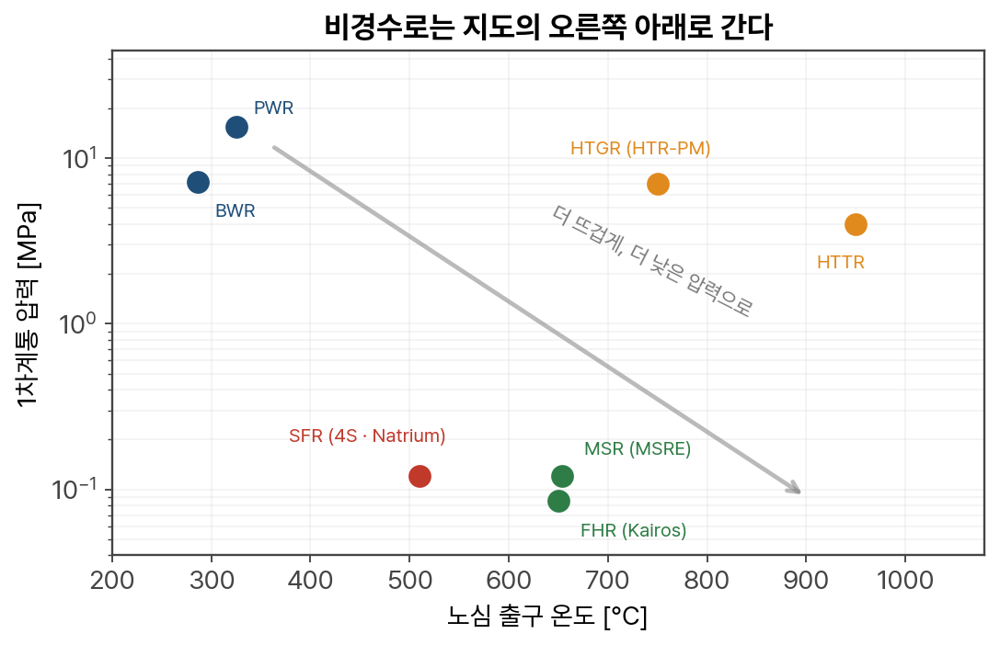 비경수로는 지도의 오른쪽 아래로 간다
1차계통 압력 [MPa]
10¹
10⁰
10⁻¹
PWR
BWR
HTGR (HTR-PM)
HTTR
더 뜨겁게, 더 낮은 압력으로
SFR (4S · Natrium)
MSR (MSRE)
FHR (Kairos)
200 300 400 500 600 700 800 900 1000
노심 출구 온도 [°C]